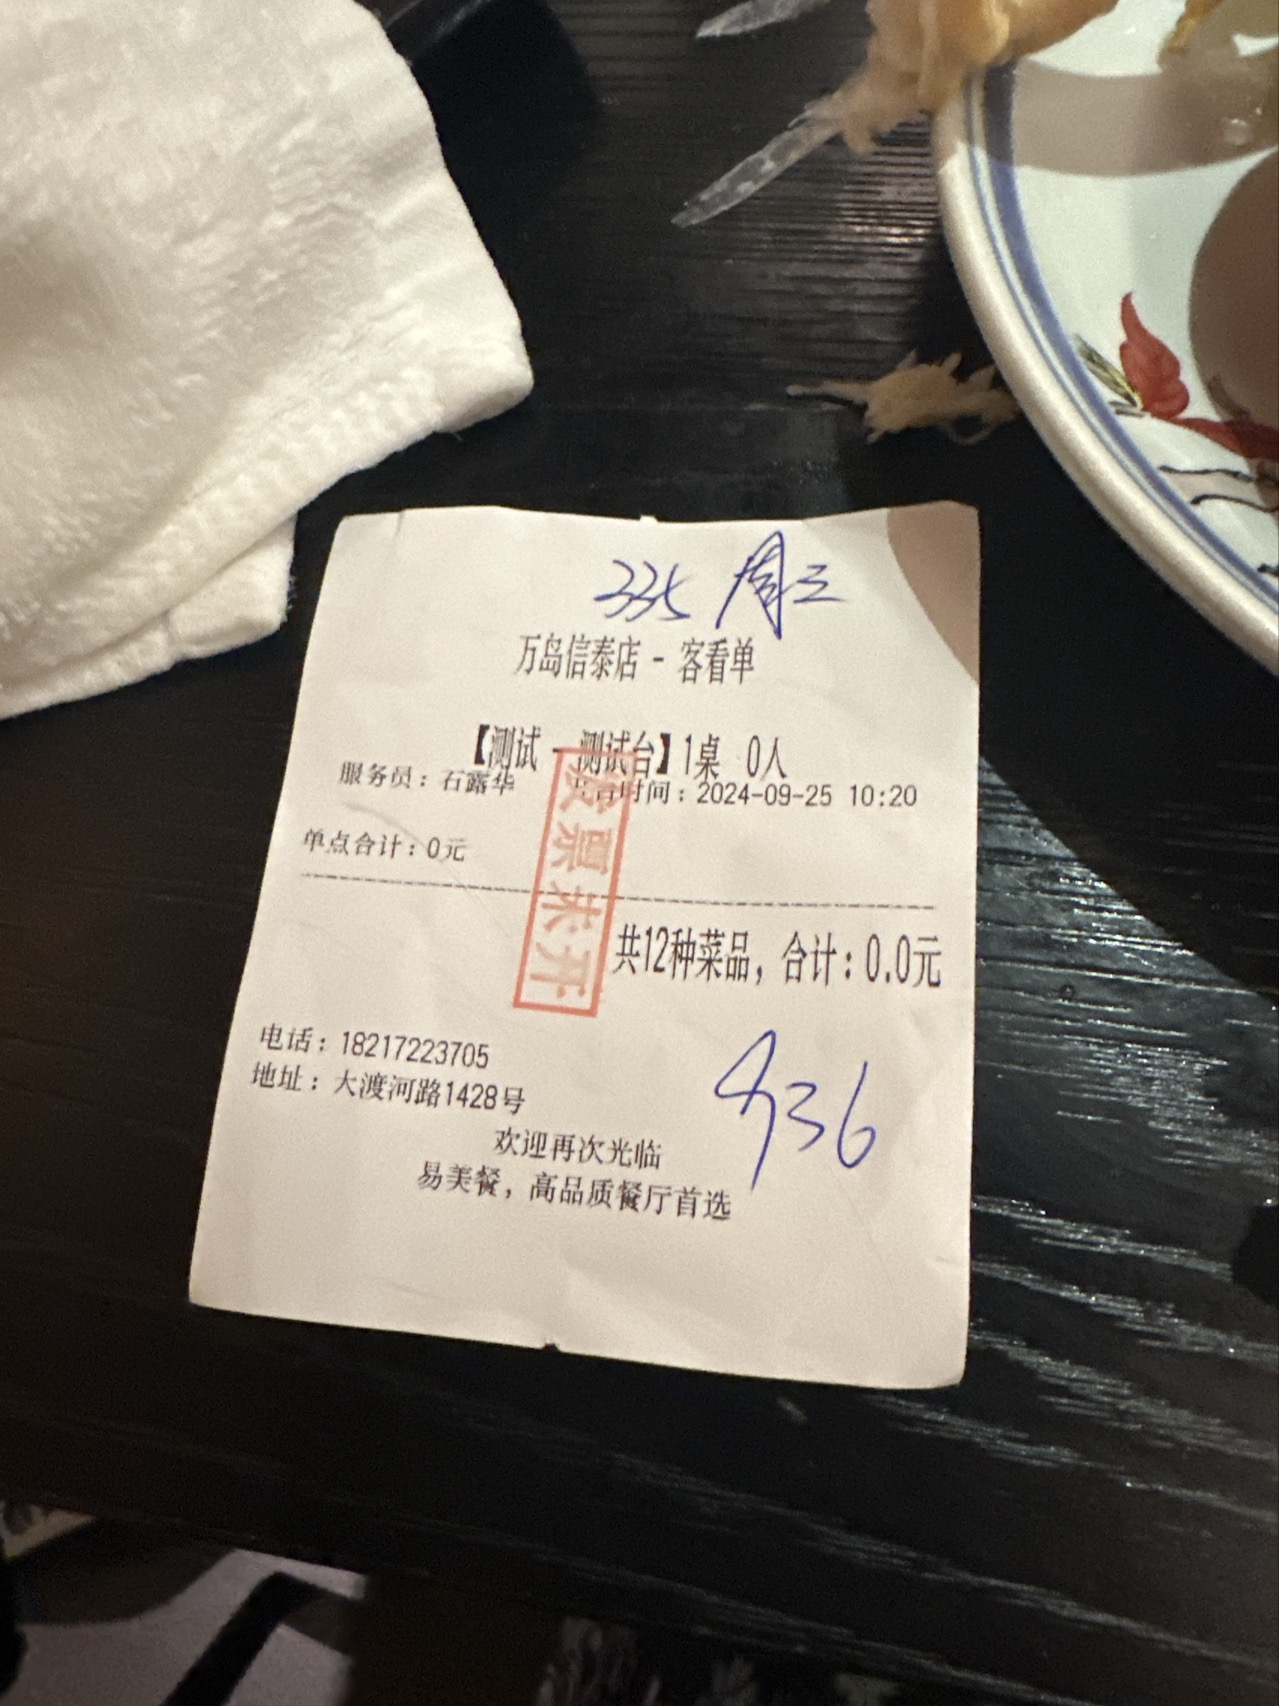 335 周三
万岛信泰店 - 客看单
【测试 - 测试台】1桌 0人
服务员：石露华 时间：2024-09-25 10:20
单点合计：0元
发票未开
共12种菜品，合计：0.0元
936
电话：18217223705
地址：大渡河路1428号
欢迎再次光临
易美餐，高品质餐厅首选